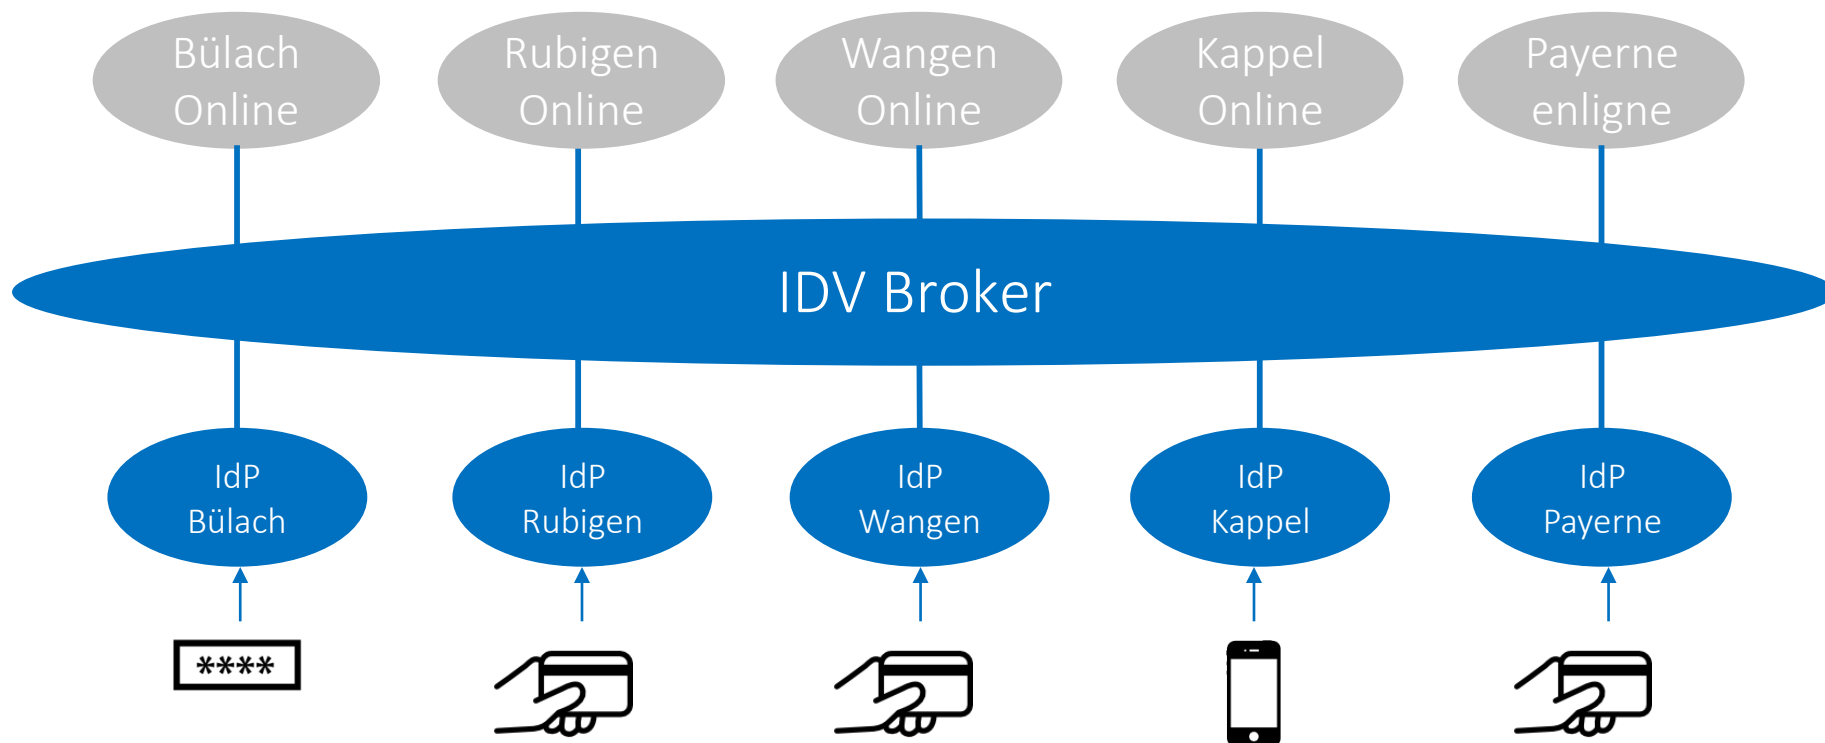 Bülach
Online
Rubigen
Online
Wangen
Online
Kappel
Online
Payerne
enligne
IDV Broker
IdP
Bülach
IdP
Rubigen
IdP
Wangen
IdP
Kappel
IdP
Payerne
****